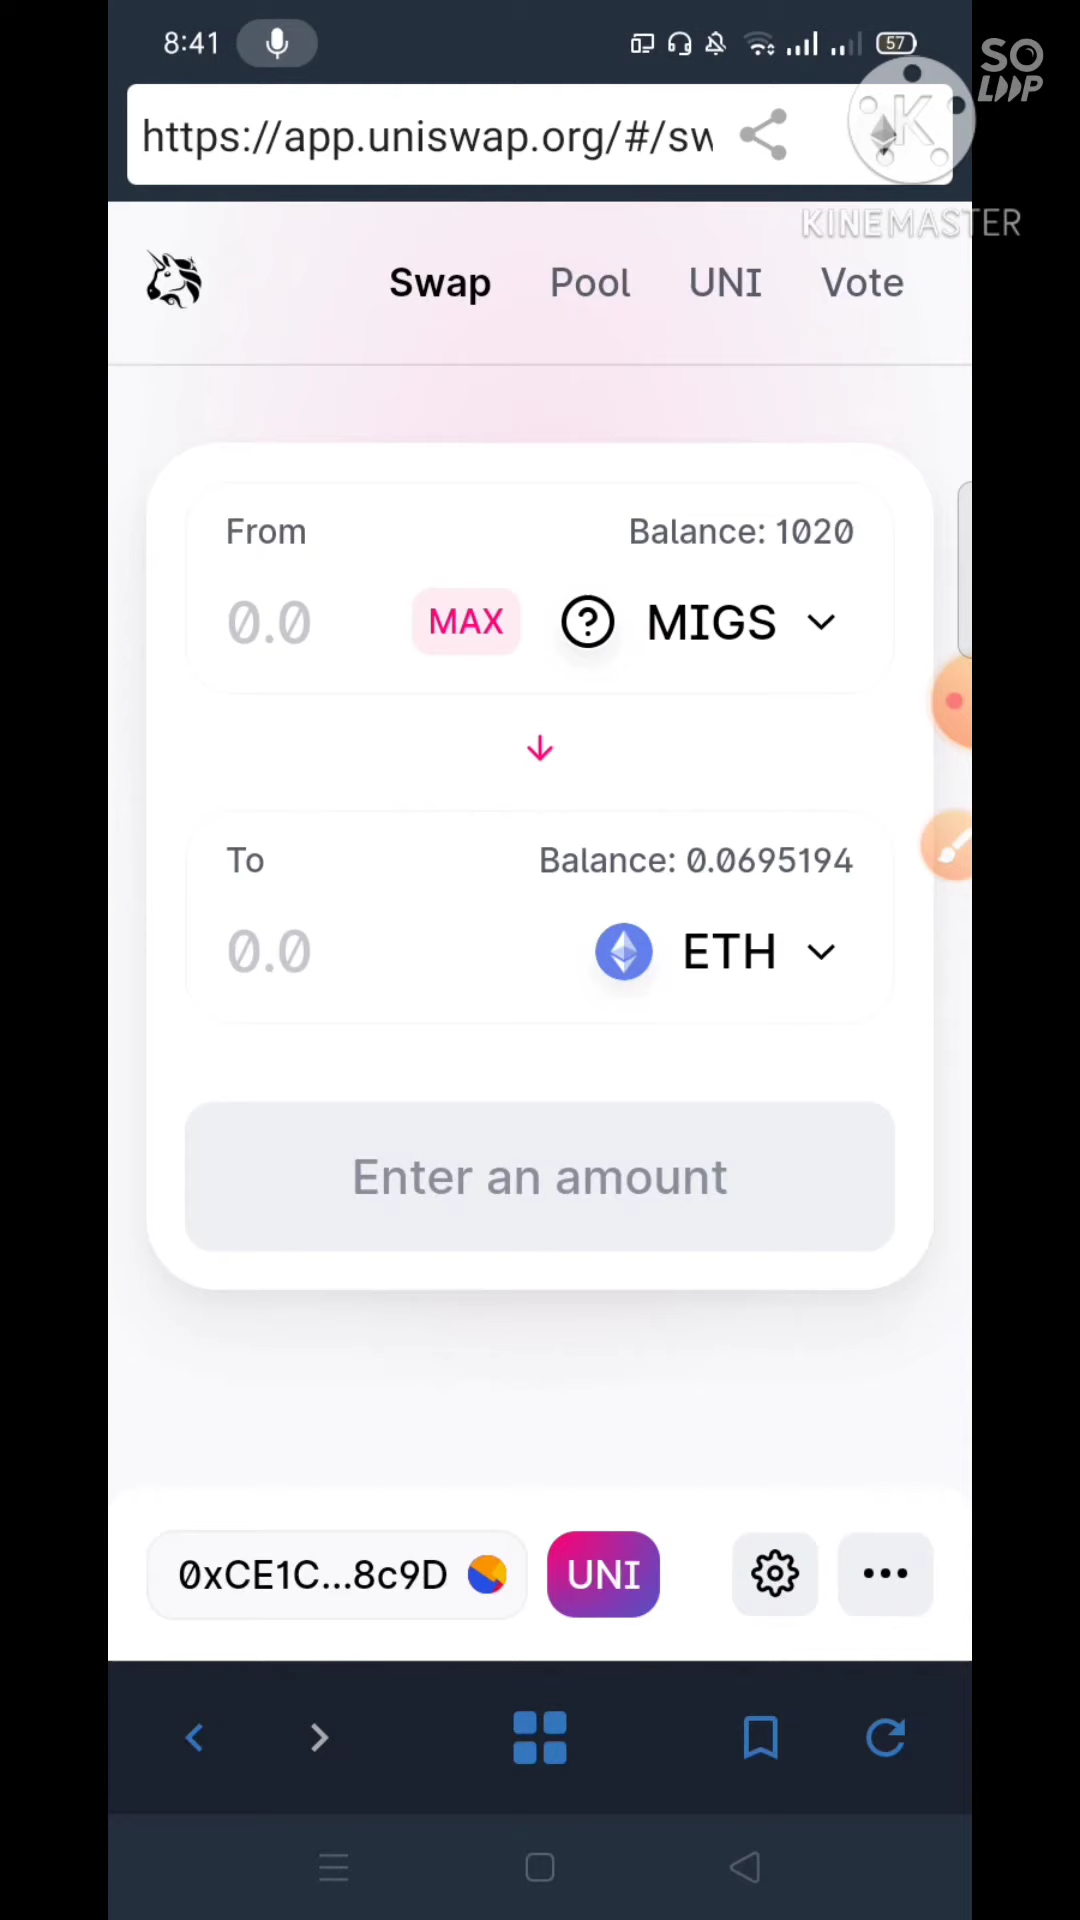 8:41
57
SO
LOOP
https://app.uniswap.org/#/sw
K
KINEMASTER
Swap Pool UNI Vote
From Balance: 1020
0.0 MAX MIGS
To Balance: 0.0695194
0.0 ETH
Enter an amount
0xCE1C...8c9D UNI